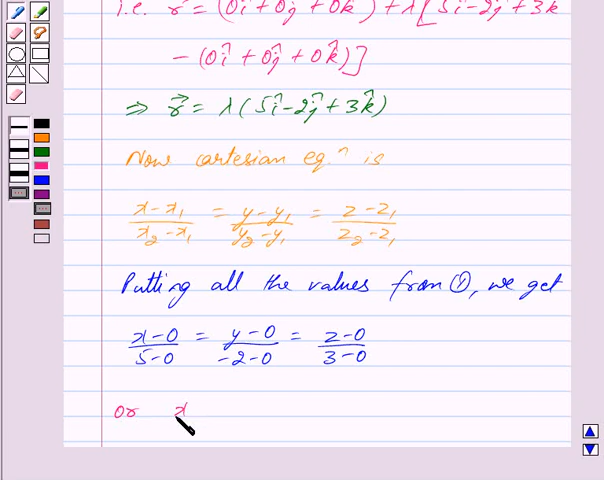 i.e. r⃗ = (0î + 0ĵ + 0k̂) + λ[5î - 2ĵ + 3k̂
- (0î + 0ĵ + 0k̂)]
⇒ r⃗ = λ(5î - 2ĵ + 3k̂)
Now cartesian eq.ⁿ is
x-x₁/x₂-x₁ = y-y₁/y₂-y₁ = z-z₁/z₂-z₁
Putting all the values from ①, we get
x-0/5-0 = y-0/-2-0 = z-0/3-0
or x